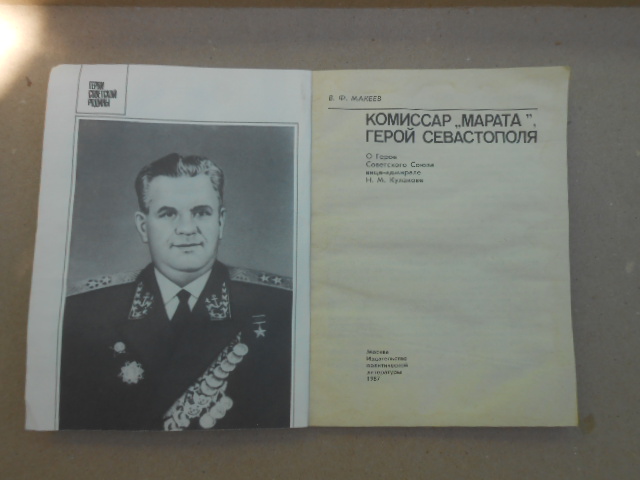 ГЕРОИ
СОВЕТСКОЙ
РОДИНЫ
В. Ф. МАКЕЕВ
КОМИССАР „МАРАТА",
ГЕРОЙ СЕВАСТОПОЛЯ
О Герое
Советского Союза
вице-адмирале
Н. М. Кулакове
Москва
Издательство
политической
литературы
1987